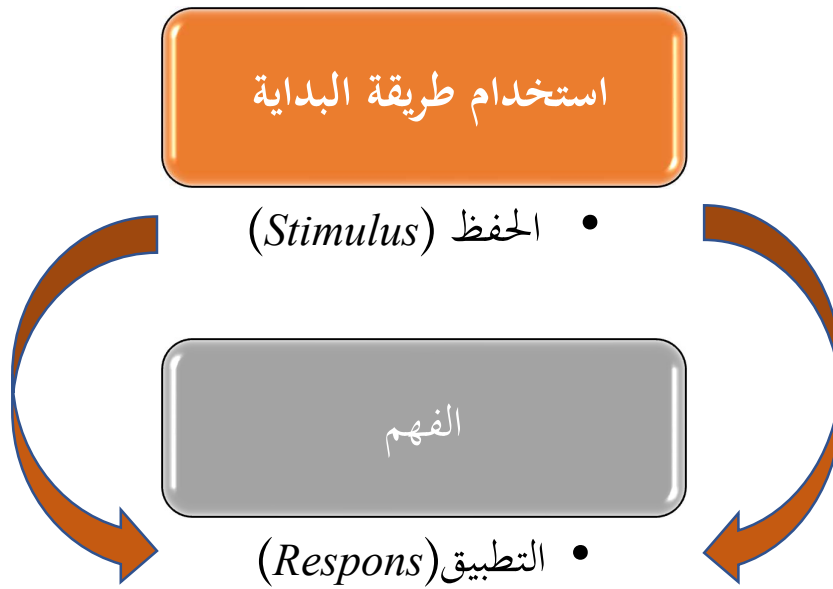 استخدام طريقة البداية
• الحفظ (Stimulus)
الفهم
• التطبيق(Respons)